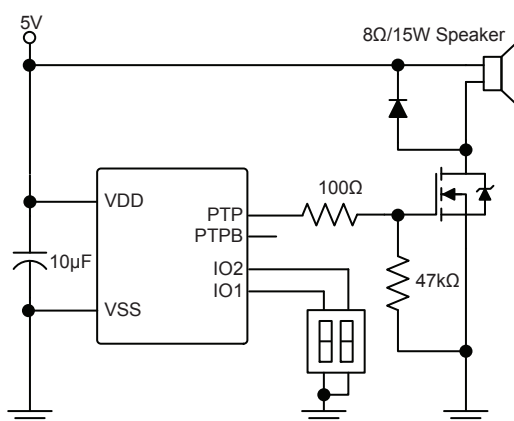 5V
8Ω/15W Speaker
VDD
100Ω
PTP
PTPB
10µF
IO2
IO1
47kΩ
VSS